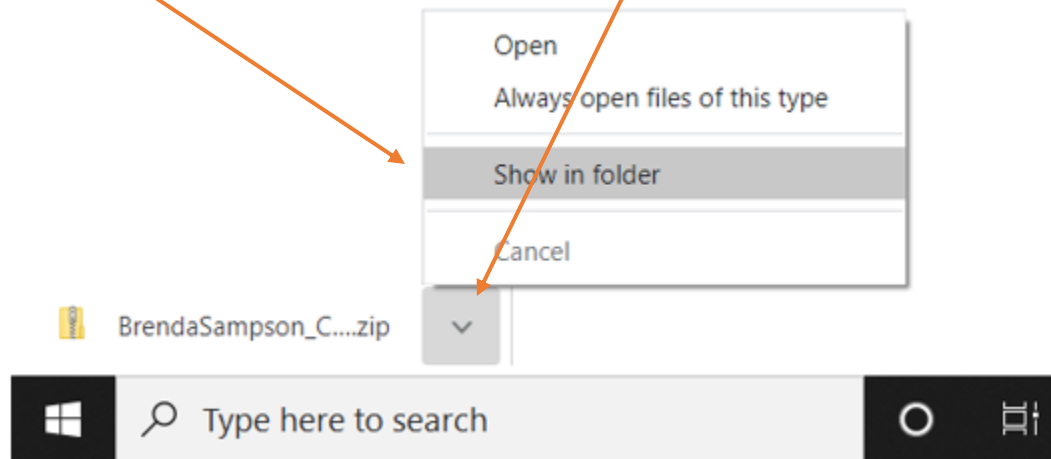 Open
Always open files of this type
Show in folder
Cancel
BrendaSampson_C....zip
Type here to search